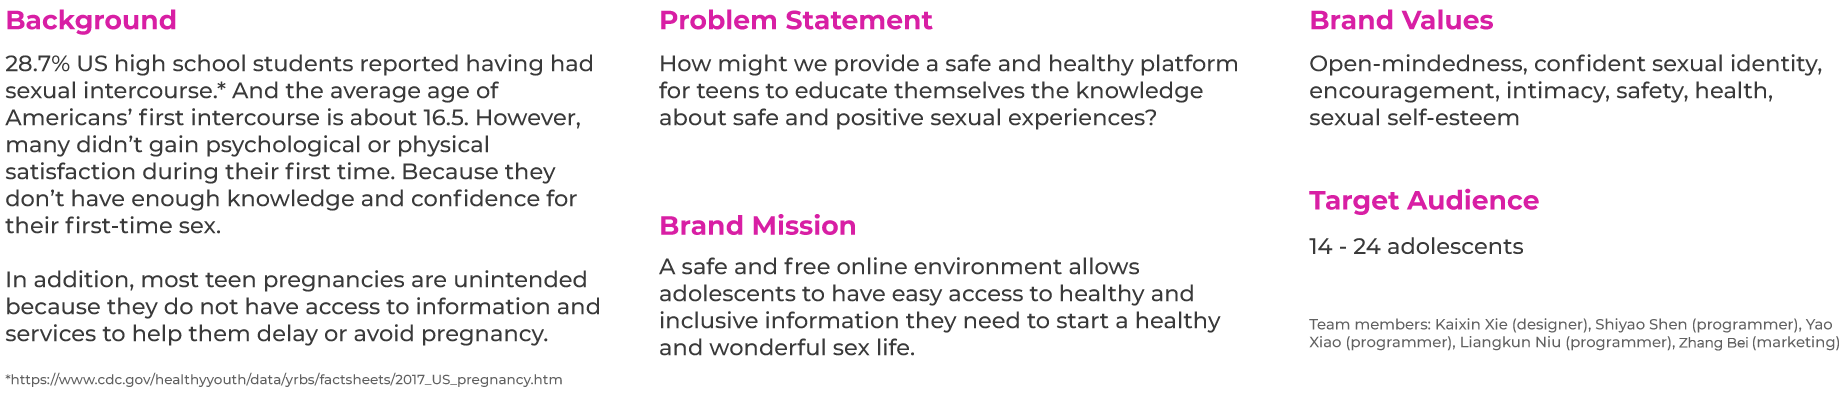 Background
28.7% US high school students reported having had
sexual intercourse.* And the average age of
Americans’ first intercourse is about 16.5. However,
many didn’t gain psychological or physical
satisfaction during their first time. Because they
don’t have enough knowledge and confidence for
their first-time sex.
In addition, most teen pregnancies are unintended
because they do not have access to information and
services to help them delay or avoid pregnancy.
*https://www.cdc.gov/healthyyouth/data/yrbs/factsheets/2017_US_pregnancy.htm
Problem Statement
How might we provide a safe and healthy platform
for teens to educate themselves the knowledge
about safe and positive sexual experiences?
Brand Mission
A safe and free online environment allows
adolescents to have easy access to healthy and
inclusive information they need to start a healthy
and wonderful sex life.
Brand Values
Open-mindedness, confident sexual identity,
encouragement, intimacy, safety, health,
sexual self-esteem
Target Audience
14 - 24 adolescents
Team members: Kaixin Xie (designer), Shiyao Shen (programmer), Yao
Xiao (programmer), Liangkun Niu (programmer), Zhang Bei (marketing)